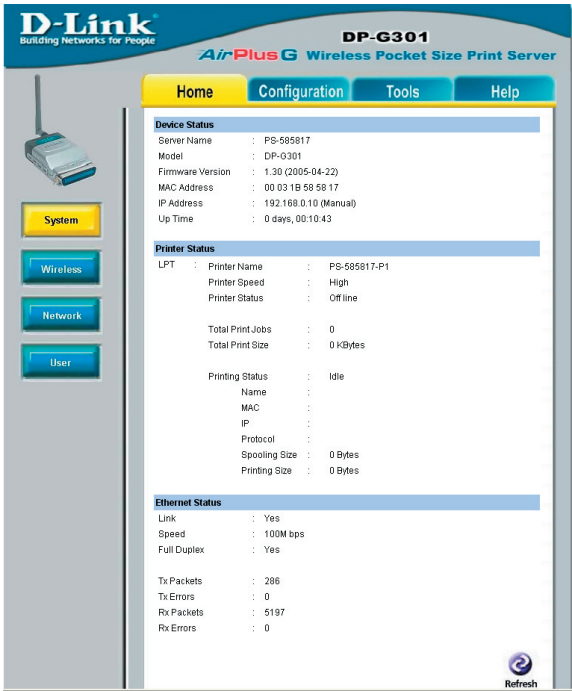 D-Link
Building Networks for People
DP-G301
AirPlus G Wireless Pocket Size Print Server
Home Configuration Tools Help
System
Wireless
Network
User
Device Status
Server Name : PS-585817
Model : DP-G301
Firmware Version : 1.30 (2005-04-22)
MAC Address : 00 03 1B 58 58 17
IP Address : 192.168.0.10 (Manual)
Up Time : 0 days, 00:10:43
Printer Status
LPT : Printer Name : PS-585817-P1
Printer Speed : High
Printer Status : Off line
Total Print Jobs : 0
Total Print Size : 0 KBytes
Printing Status : Idle
Name :
MAC :
IP :
Protocol :
Spooling Size : 0 Bytes
Printing Size : 0 Bytes
Ethernet Status
Link : Yes
Speed : 100M bps
Full Duplex : Yes
Tx Packets : 286
Tx Errors : 0
Rx Packets : 5197
Rx Errors : 0
Refresh